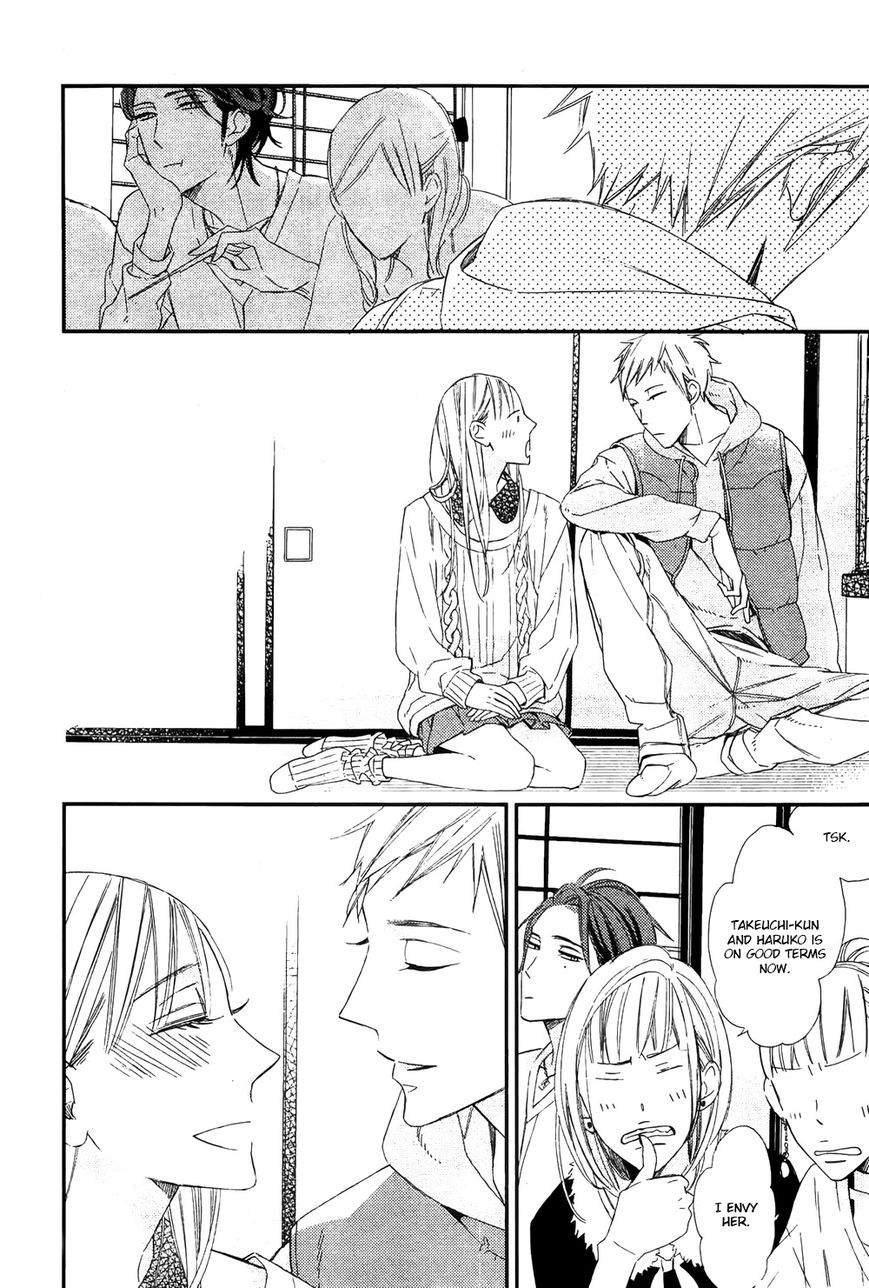 TSK.
TAKEUCHI-KUN
AND HARUKO IS
ON GOOD TERMS
NOW.
I ENVY
HER.